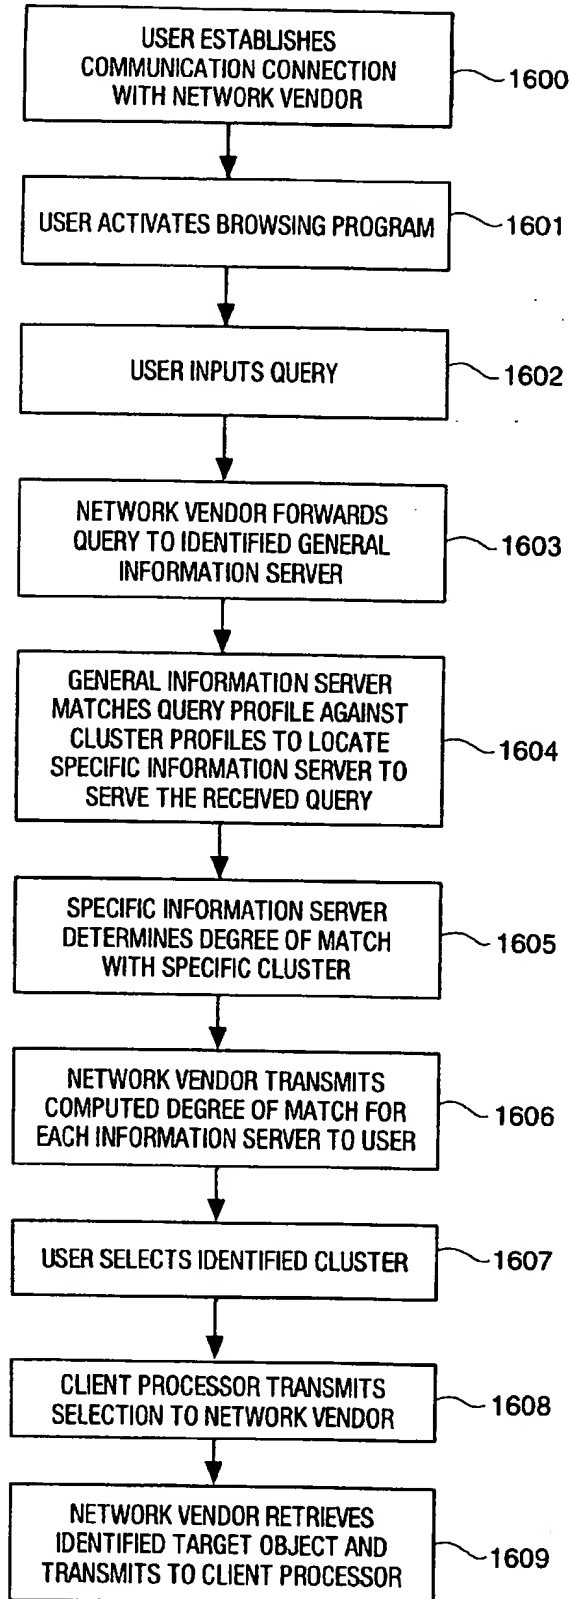 USER ESTABLISHES
COMMUNICATION CONNECTION
WITH NETWORK VENDOR
1600
USER ACTIVATES BROWSING PROGRAM
1601
USER INPUTS QUERY
1602
NETWORK VENDOR FORWARDS
QUERY TO IDENTIFIED GENERAL
INFORMATION SERVER
1603
GENERAL INFORMATION SERVER
MATCHES QUERY PROFILE AGAINST
CLUSTER PROFILES TO LOCATE
SPECIFIC INFORMATION SERVER TO
SERVE THE RECEIVED QUERY
1604
SPECIFIC INFORMATION SERVER
DETERMINES DEGREE OF MATCH
WITH SPECIFIC CLUSTER
1605
NETWORK VENDOR TRANSMITS
COMPUTED DEGREE OF MATCH FOR
EACH INFORMATION SERVER TO USER
1606
USER SELECTS IDENTIFIED CLUSTER
1607
CLIENT PROCESSOR TRANSMITS
SELECTION TO NETWORK VENDOR
1608
NETWORK VENDOR RETRIEVES
IDENTIFIED TARGET OBJECT AND
TRANSMITS TO CLIENT PROCESSOR
1609